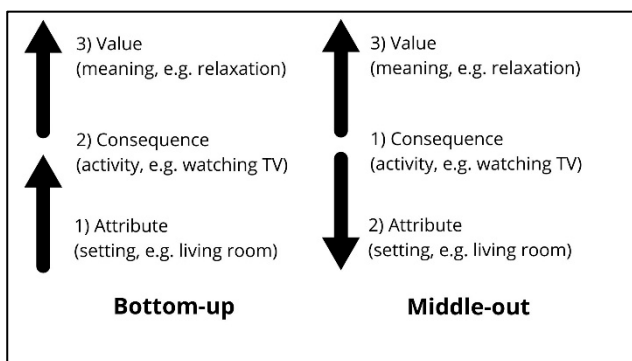 3) Value
(meaning, e.g. relaxation)
2) Consequence
(activity, e.g. watching TV)
1) Attribute
(setting, e.g. living room)
Bottom-up
3) Value
(meaning, e.g. relaxation)
1) Consequence
(activity, e.g. watching TV)
2) Attribute
(setting, e.g. living room)
Middle-out